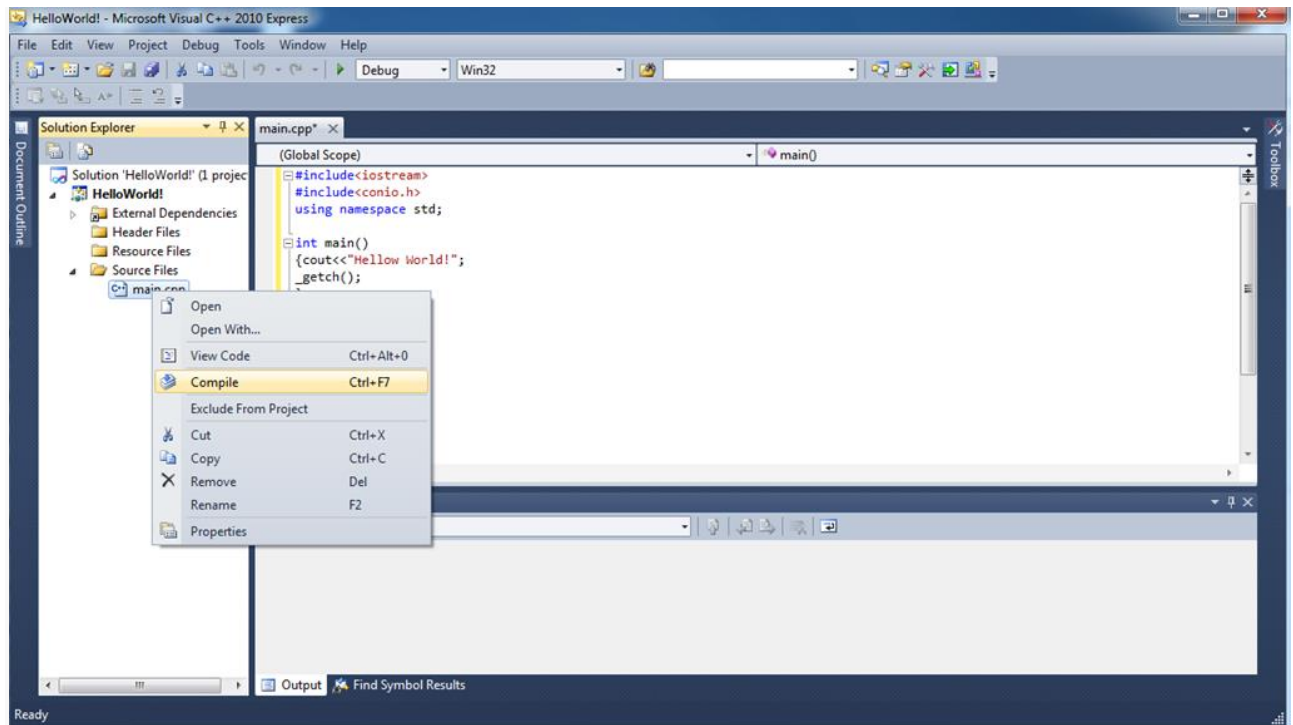 HelloWorld! - Microsoft Visual C++ 2010 Express
File Edit View Project Debug Tools Window Help
Debug Win32
Solution Explorer
main.cpp*
(Global Scope) main()
Document Outline
Toolbox
Solution 'HelloWorld!' (1 projec
HelloWorld!
External Dependencies
Header Files
Resource Files
Source Files
main.cpp
#include<iostream>
#include<conio.h>
using namespace std;
int main()
{cout<<"Hellow World!";
_getch();
Open
Open With...
View Code Ctrl+Alt+0
Compile Ctrl+F7
Exclude From Project
Cut Ctrl+X
Copy Ctrl+C
Remove Del
Rename F2
Properties
Output Find Symbol Results
Ready